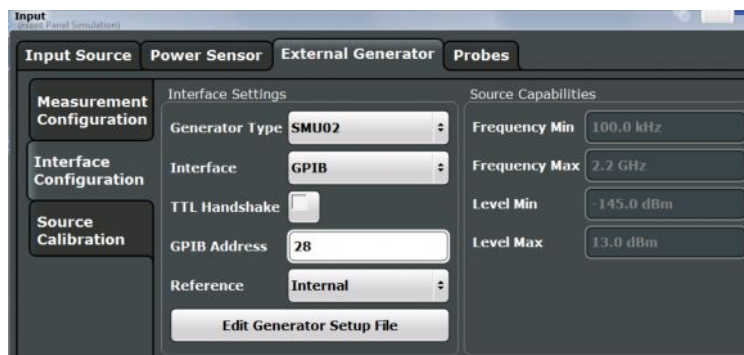 Input
(Front Panel Simulation)
Input Source
Power Sensor
External Generator
Probes
Measurement
Configuration
Interface
Configuration
Source
Calibration
Interface Settings
Generator Type SMU02
Interface GPIB
TTL Handshake
GPIB Address 28
Reference Internal
Edit Generator Setup File
Source Capabilities
Frequency Min 100.0 kHz
Frequency Max 2.2 GHz
Level Min -145.0 dBm
Level Max 13.0 dBm